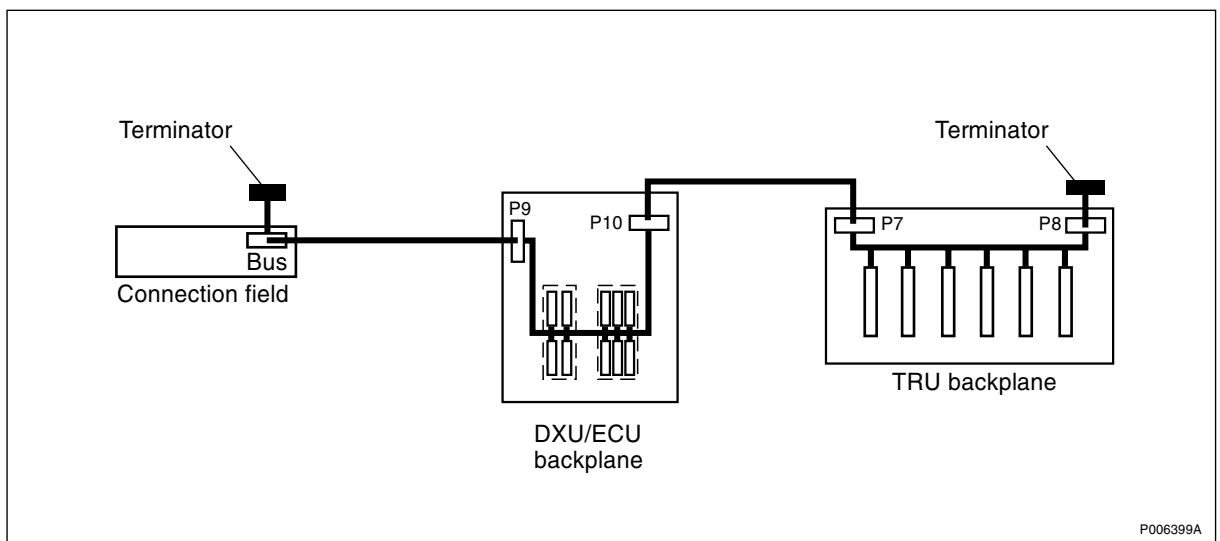 Terminator
Terminator
P9
P10
P7
P8
Bus
Connection field
TRU backplane
DXU/ECU
backplane
P006399A